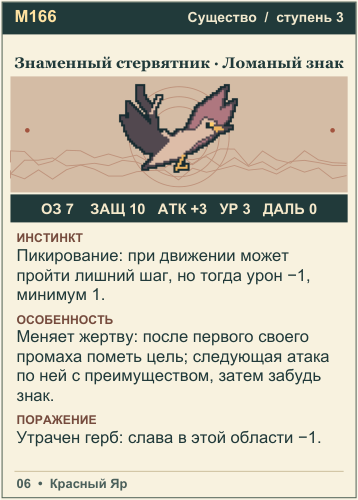 M166
Существо / ступень 3
Знаменный стервятник · Ломаный знак
ОЗ 7 ЗАЩ 10 АТК +3 УР 3 ДАЛЬ 0
ИНСТИНКТ
Пикирование: при движении может
пройти лишний шаг, но тогда урон −1,
минимум 1.
ОСОБЕННОСТЬ
Меняет жертву: после первого своего
промаха пометь цель; следующая атака
по ней с преимуществом, затем забудь
знак.
ПОРАЖЕНИЕ
Утрачен герб: слава в этой области −1.
06 • Красный Яр